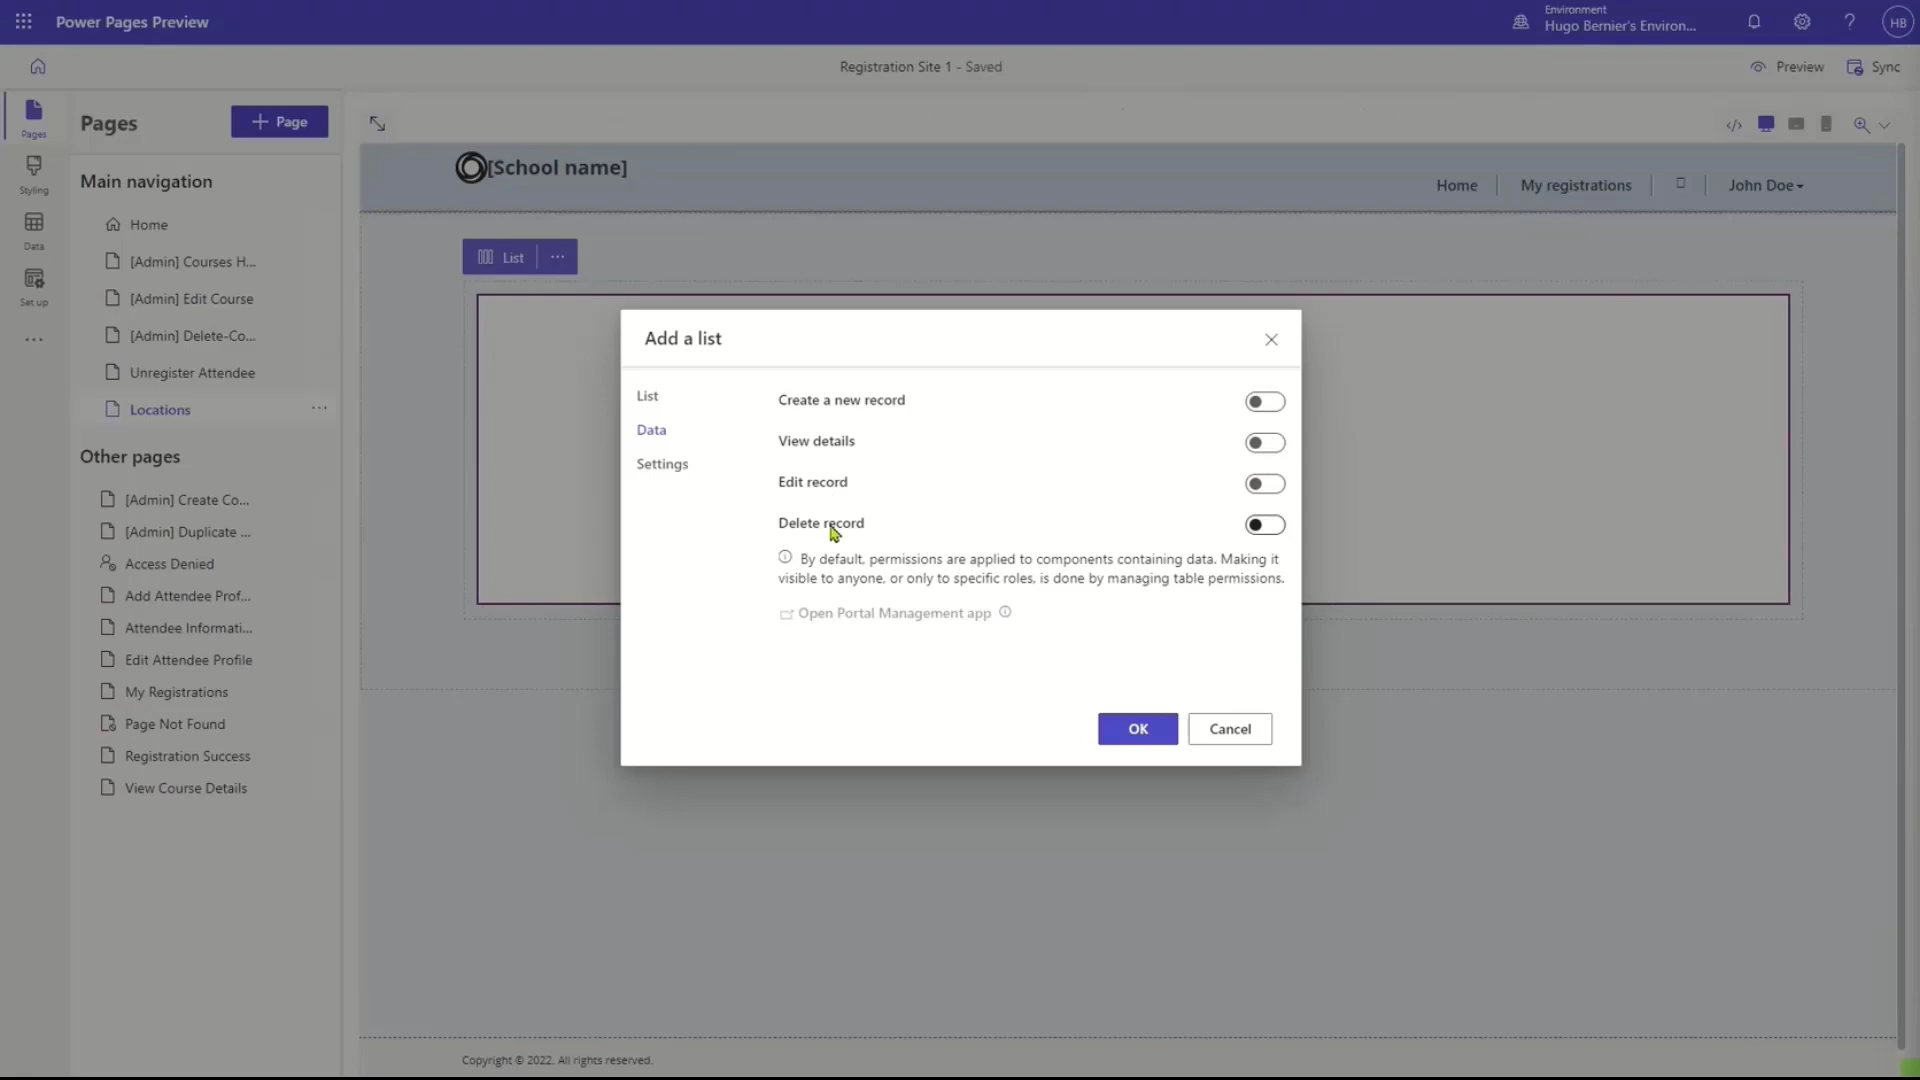 Power Pages Preview
Environment
Hugo Bernier's Environ...
HB
Registration Site 1 - Saved
Preview
Sync
Pages
Styling
Data
Set up
Pages
Page
Main navigation
Home
[Admin] Courses H...
[Admin] Edit Course
[Admin] Delete-Co...
Unregister Attendee
Locations
Other pages
[Admin] Create Co...
[Admin] Duplicate ...
Access Denied
Add Attendee Prof...
Attendee Informati...
Edit Attendee Profile
My Registrations
Page Not Found
Registration Success
View Course Details
[School name]
Home
My registrations
John Doe
List
Add a list
List
Data
Settings
Create a new record
View details
Edit record
Delete record
By default, permissions are applied to components containing data. Making it
visible to anyone, or only to specific roles, is done by managing table permissions.
Open Portal Management app
OK
Cancel
Copyright © 2022. All rights reserved.